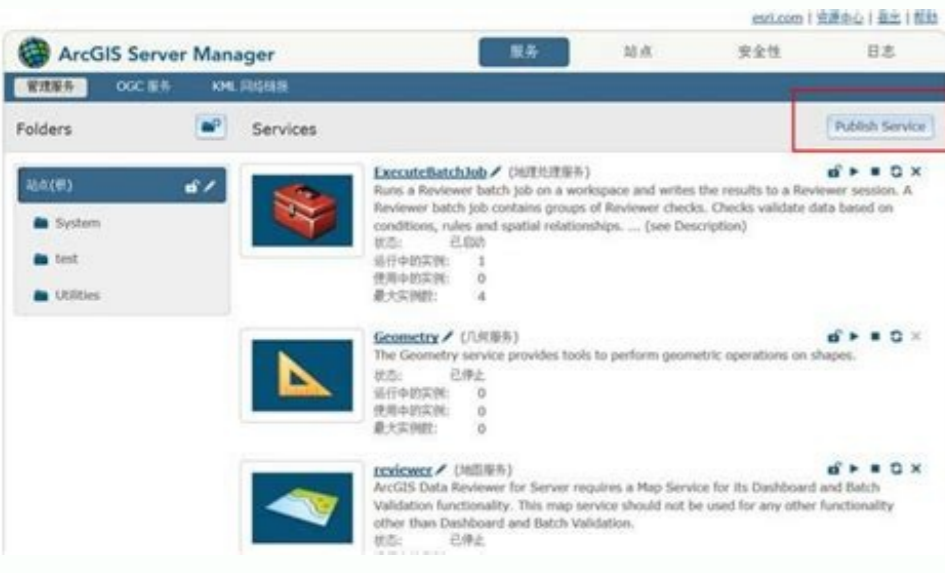 esri.com | 资源中心 | 登出 | 帮助
ArcGIS Server Manager
服务 站点 安全性 日志
管理服务 OGC 服务 KML 网络链接
Folders Services Publish Service
站点(根)
System
test
Utilities
ExecuteBatchJob (地理处理服务)
Runs a Reviewer batch job on a workspace and writes the results to a Reviewer session. A
Reviewer batch job contains groups of Reviewer checks. Checks validate data based on
conditions, rules and spatial relationships. ... (see Description)
状态: 已启动
运行中的实例: 1
使用中的实例: 0
最大实例数: 4
Geometry (几何服务)
The Geometry service provides tools to perform geometric operations on shapes.
状态: 已停止
运行中的实例: 0
使用中的实例: 0
最大实例数: 0
reviewer (地图服务)
ArcGIS Data Reviewer for Server requires a Map Service for its Dashboard and Batch
Validation functionality. This map service should not be used for any other functionality
other than Dashboard and Batch Validation.
状态: 已停止